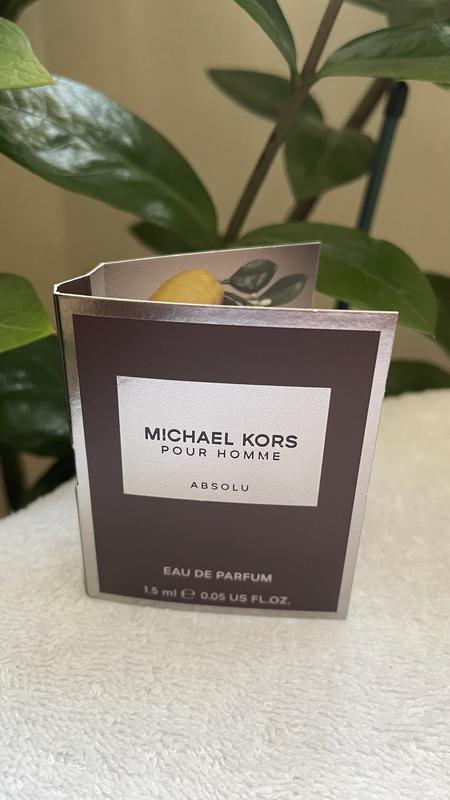 MICHAEL KORS
POUR HOMME
ABSOLU
EAU DE PARFUM
1.5 ml ℮ 0.05 US FL.OZ.